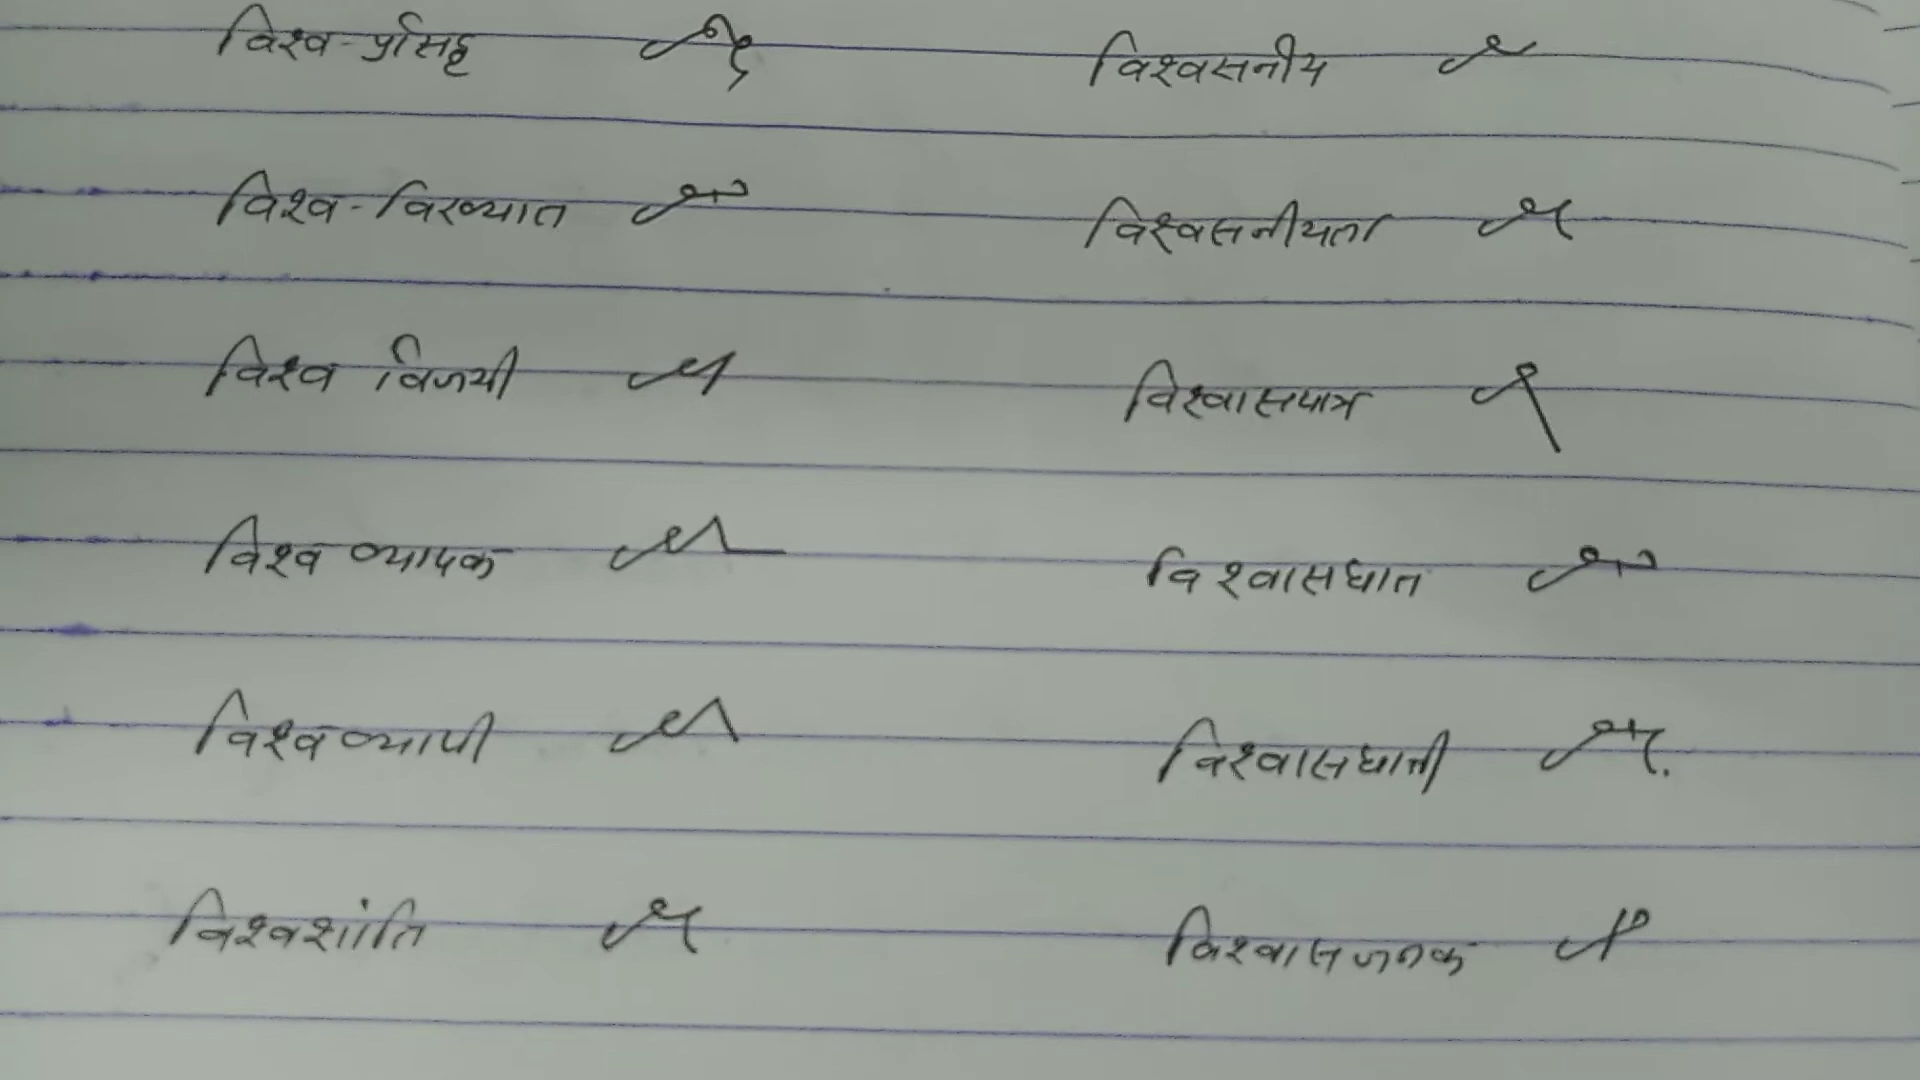 विश्व-प्रसिद्ध विश्वसनीय
विश्व-विख्यात विश्वसनीयता
विश्व विजयी विश्वासपात्र
विश्व व्यापक विश्वासघात
विश्वव्यापी विश्वासघाती
विश्वशांति विश्वासजनक